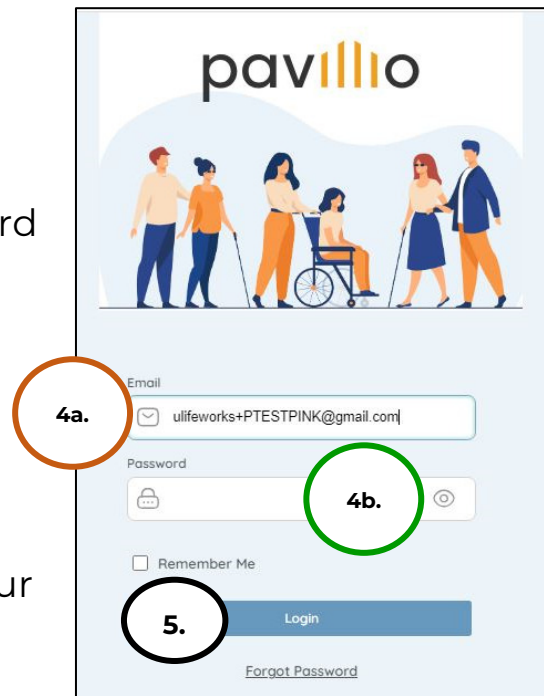 pavillio
rd
Email
4a.
ulifeworks+PTESTPINK@gmail.com
Password
4b.
Remember Me
ur
5.
Login
Forgot Password